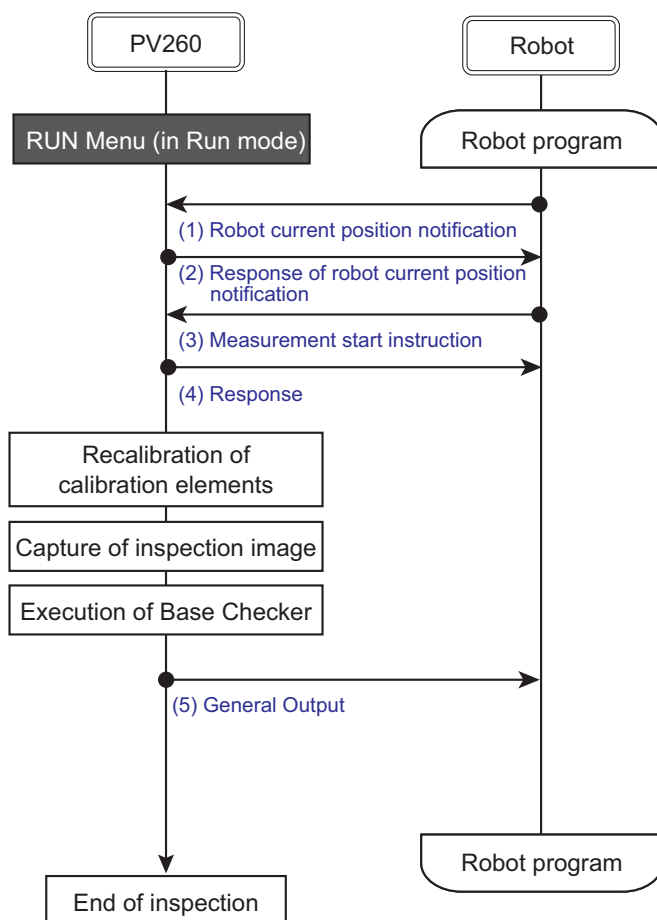 PV260
Robot
RUN Menu (in Run mode)
Robot program
(1) Robot current position notification
(2) Response of robot current position
notification
(3) Measurement start instruction
(4) Response
Recalibration of
calibration elements
Capture of inspection image
Execution of Base Checker
(5) General Output
Robot program
End of inspection